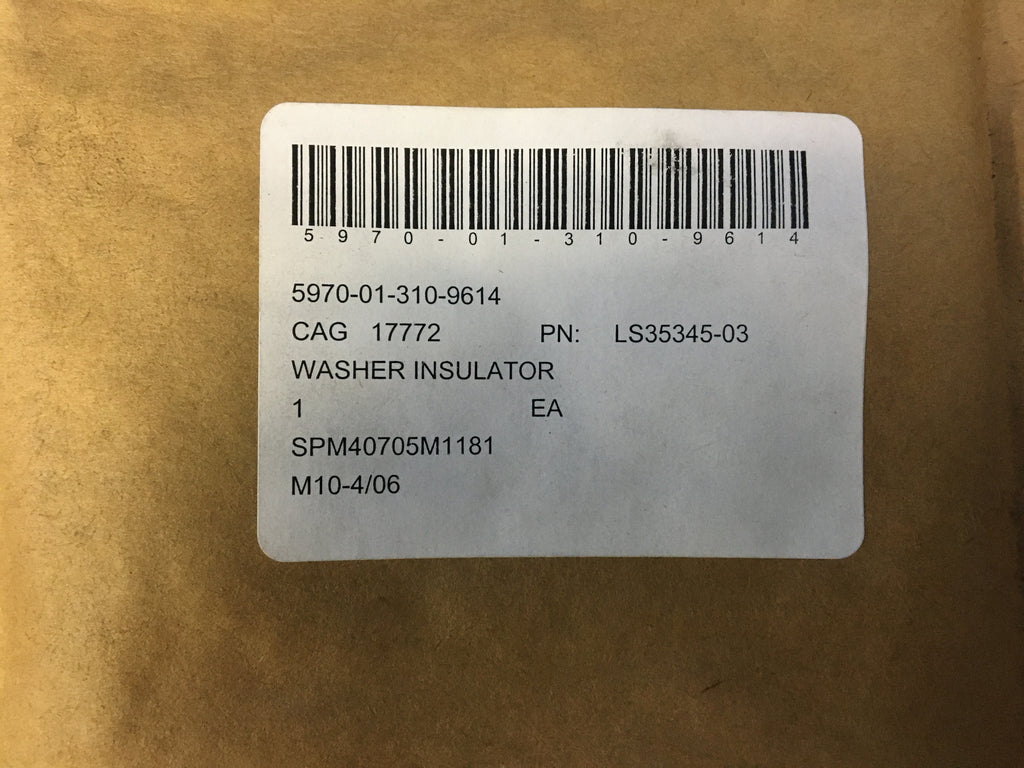 5970-01-310-9614
5970-01-310-9614
CAG 17772 PN: LS35345-03
WASHER INSULATOR
1 EA
SPM40705M1181
M10-4/06